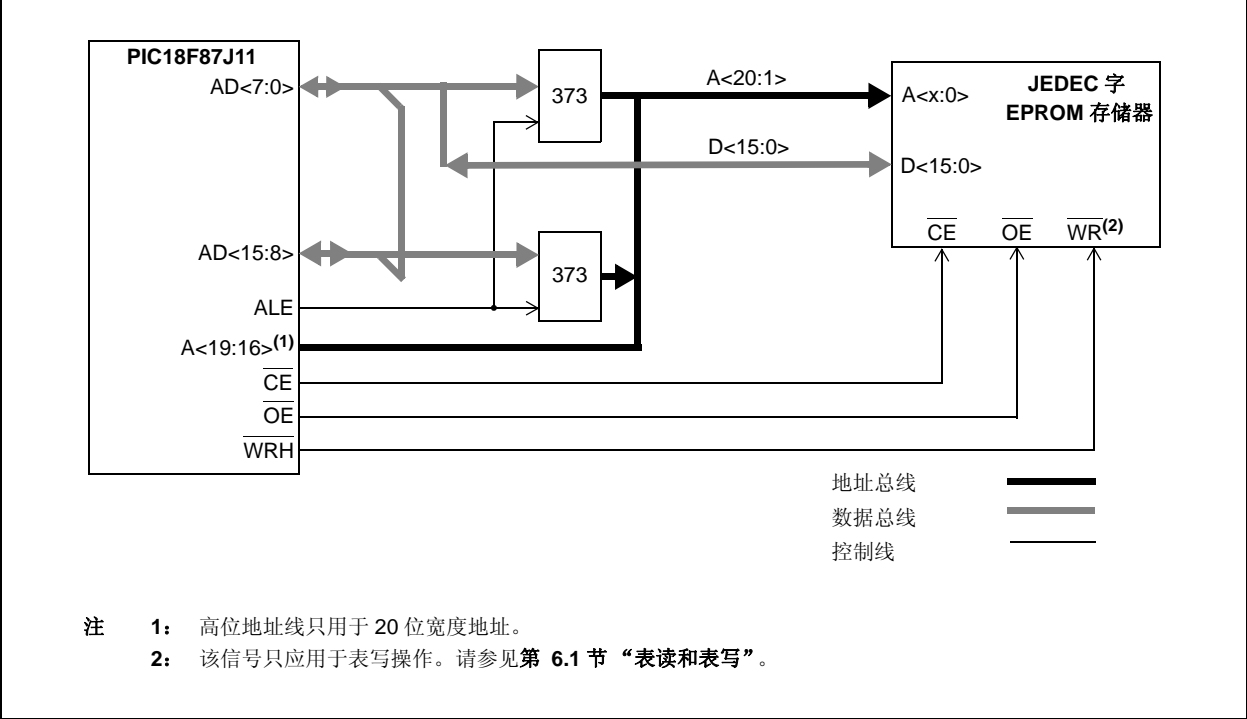 PIC18F87J11
AD<7:0>
373
A<20:1>
A<x:0>
JEDEC 字
EPROM 存储器
D<15:0>
D<15:0>
CE
OE
WR(2)
AD<15:8>
373
ALE
A<19:16>(1)
CE
OE
WRH
地址总线
数据总线
控制线
注 1： 高位地址线只用于 20 位宽度地址。
2： 该信号只应用于表写操作。请参见第 6.1 节 “表读和表写”。